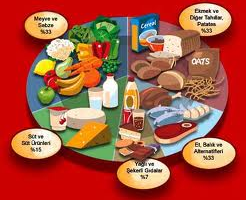 Meyve ve
Sebze
%33
Ekmek ve
Diğer Tahıllar,
Patates
%33
Cereal
OATS
Süt ve
Süt Ürünleri
%15
Yağlı ve
Şekerli Gıdalar
%7
Et, Balık ve
Alternatifleri
%33